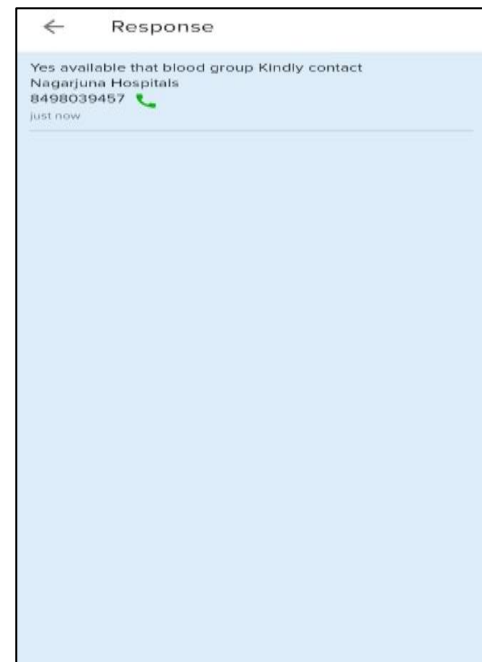 Response
Yes available that blood group Kindly contact
Nagarjuna Hospitals
8498039457
just now